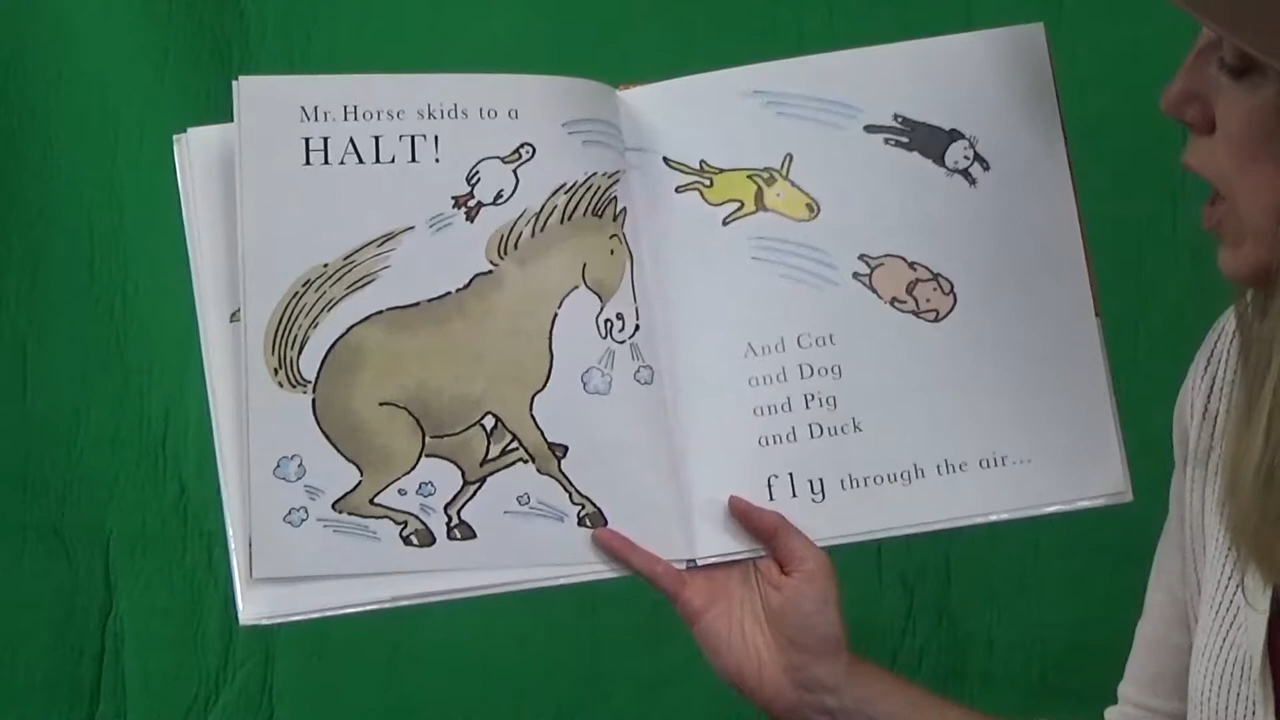 Mr. Horse skids to a
HALT!
And Cat
and Dog
and Pig
and Duck
fly through the air...